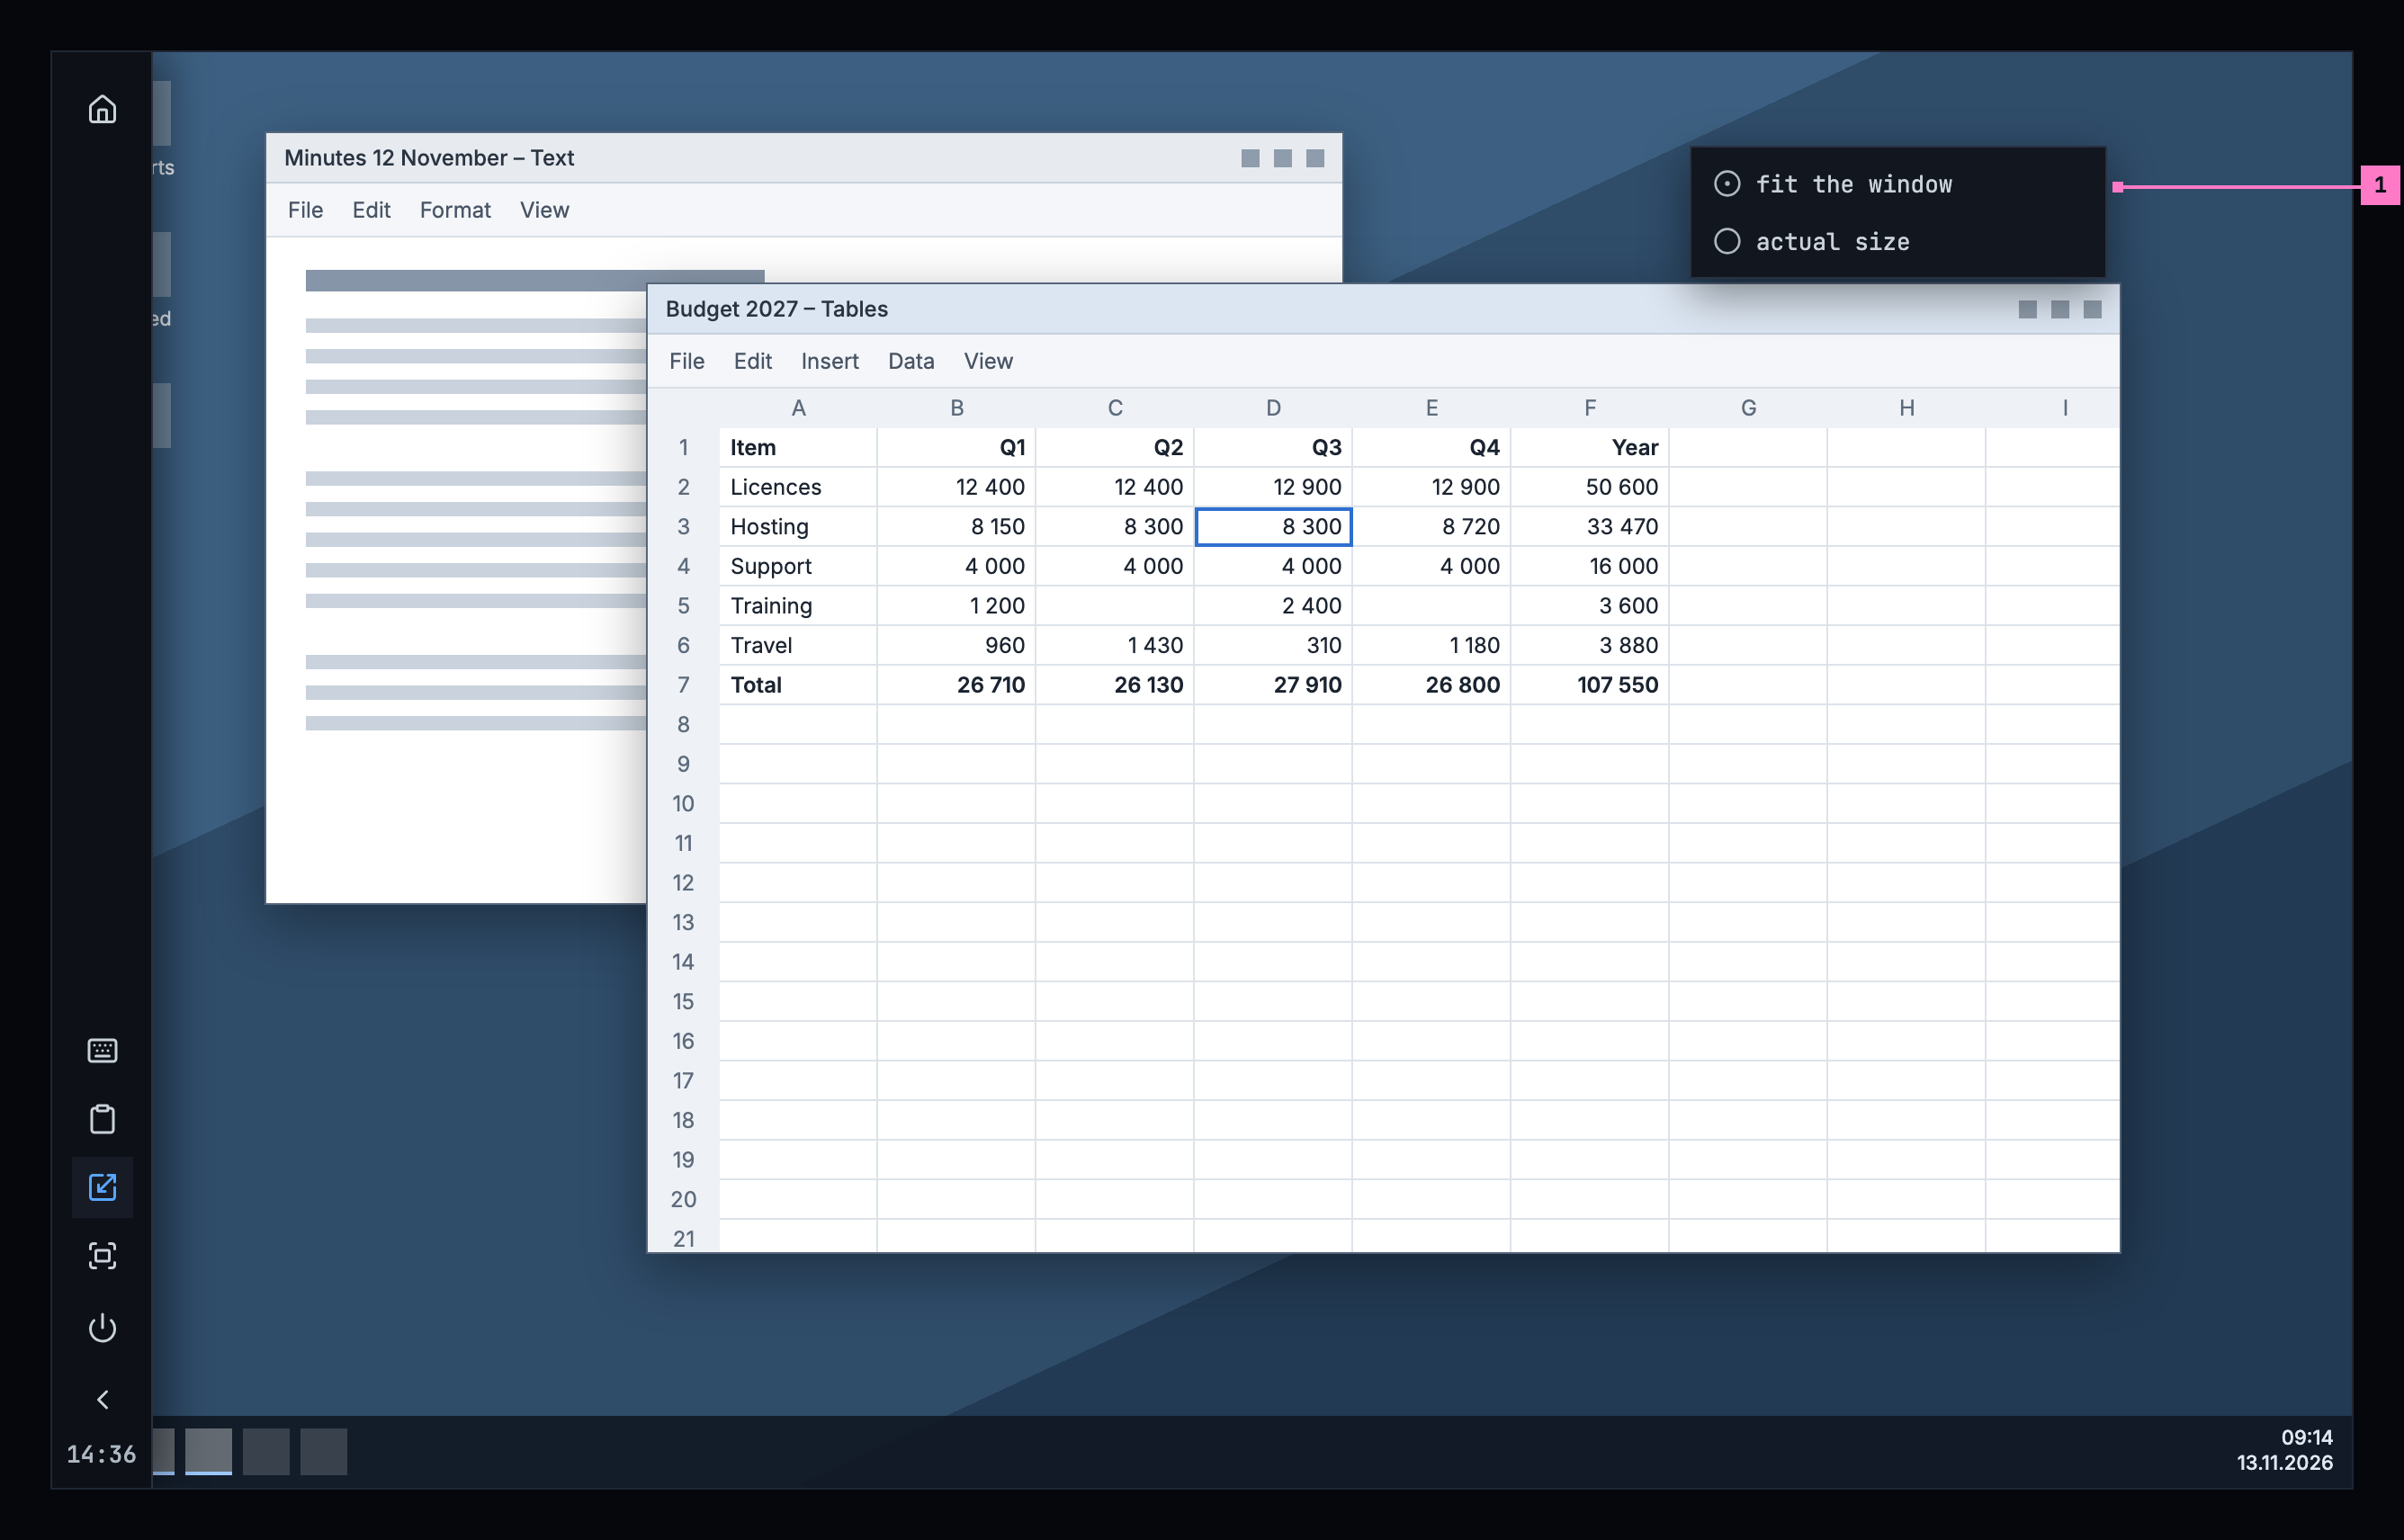 rts
ed
Minutes 12 November – Text
File Edit Format View
fit the window
actual size
1
Budget 2027 – Tables
File Edit Insert Data View
A B C D E F G H I
1 Item Q1 Q2 Q3 Q4 Year
2 Licences 12 400 12 400 12 900 12 900 50 600
3 Hosting 8 150 8 300 8 300 8 720 33 470
4 Support 4 000 4 000 4 000 4 000 16 000
5 Training 1 200 2 400 3 600
6 Travel 960 1 430 310 1 180 3 880
7 Total 26 710 26 130 27 910 26 800 107 550
8
9
10
11
12
13
14
15
16
17
18
19
20
21
14:36
09:14
13.11.2026